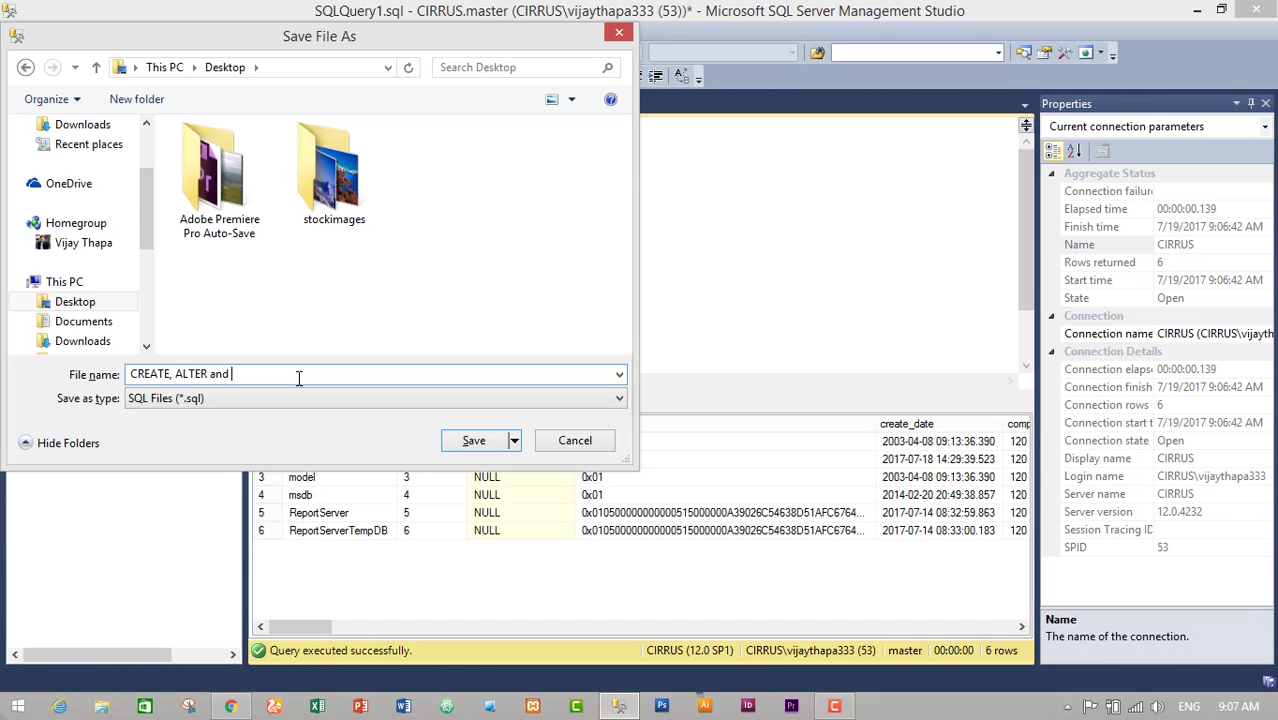 SQLQuery1.sql - CIRRUS.master (CIRRUS\vijaythapa333 (53))* - Microsoft SQL Server Management Studio
Save File As
This PC
Desktop
Search Desktop
Organize
New folder
Downloads
Recent places
OneDrive
Homegroup
Vijay Thapa
This PC
Desktop
Documents
Downloads
Adobe Premiere
Pro Auto-Save
stockimages
File name:
CREATE, ALTER and
Save as type:
SQL Files (*.sql)
Hide Folders
Save
Cancel
Properties
Current connection parameters
Aggregate Status
Connection failure
Elapsed time 00:00:00.139
Finish time 7/19/2017 9:06:42 AM
Name CIRRUS
Rows returned 6
Start time 7/19/2017 9:06:42 AM
State Open
Connection
Connection name CIRRUS (CIRRUS\vijayth
Connection Details
Connection elapsed 00:00:00.139
Connection finish 7/19/2017 9:06:42 AM
Connection rows 6
Connection start t 7/19/2017 9:06:42 AM
Connection state Open
Display name CIRRUS
Login name CIRRUS\vijaythapa333
Server name CIRRUS
Server version 12.0.4232
Session Tracing ID
SPID 53
Name
The name of the connection.
create_date comp
2003-04-08 09:13:36.390 120
2017-07-18 14:29:39.523 120
3 model 3 NULL 0x01 2003-04-08 09:13:36.390 120
4 msdb 4 NULL 0x01 2014-02-20 20:49:38.857 120
5 ReportServer 5 NULL 0x010500000000000515000000A39026C54638D51AFC6764... 2017-07-14 08:32:59.863 120
6 ReportServerTempDB 6 NULL 0x010500000000000515000000A39026C54638D51AFC6764... 2017-07-14 08:33:00.183 120
Query executed successfully.
CIRRUS (12.0 SP1)
CIRRUS\vijaythapa333 (53)
master
00:00:00
6 rows
ENG
9:07 AM